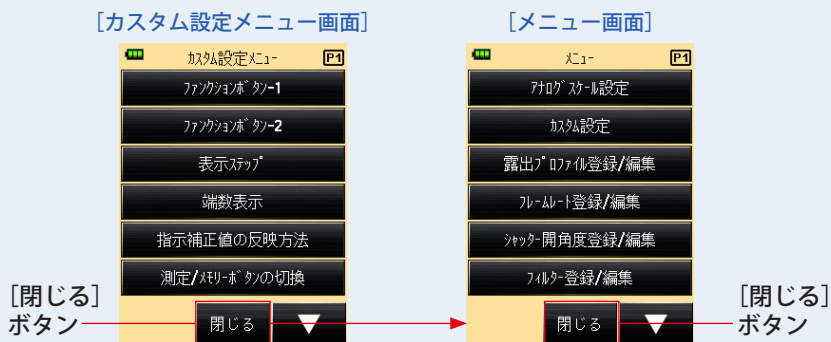 [カスタム設定メニュー画面]
[メニュー画面]
ｶｽﾀﾑ設定ﾒﾆｭｰ
P1
ﾌｧﾝｸｼｮﾝﾎﾞﾀﾝ-1
ﾌｧﾝｸｼｮﾝﾎﾞﾀﾝ-2
表示ｽﾃｯﾌﾟ
端数表示
指示補正値の反映方法
測定/ﾒﾓﾘｰﾎﾞﾀﾝの切換
[閉じる]
ボタン
閉じる
ﾒﾆｭｰ
P1
ｱﾅﾛｸﾞｽｹｰﾙ設定
ｶｽﾀﾑ設定
露出ﾌﾟﾛﾌｧｲﾙ登録/編集
ﾌﾚｰﾑﾚｰﾄ登録/編集
ｼｬｯﾀｰ開角度登録/編集
ﾌｨﾙﾀｰ登録/編集
閉じる
[閉じる]
ボタン